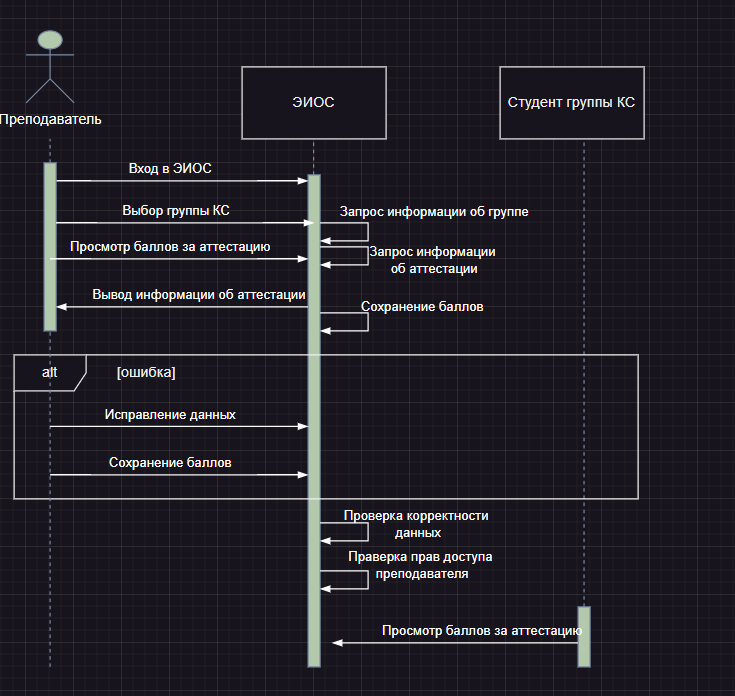 Преподаватель
ЭИОС
Студент группы КС
Вход в ЭИОС
Выбор группы КС
Запрос информации об группе
Просмотр баллов за аттестацию
Запрос информации
об аттестации
Вывод информации об аттестации
Сохранение баллов
alt
[ошибка]
Исправление данных
Сохранение баллов
Проверка корректности
данных
Праверка прав доступа
преподавателя
Просмотр баллов за аттестацию